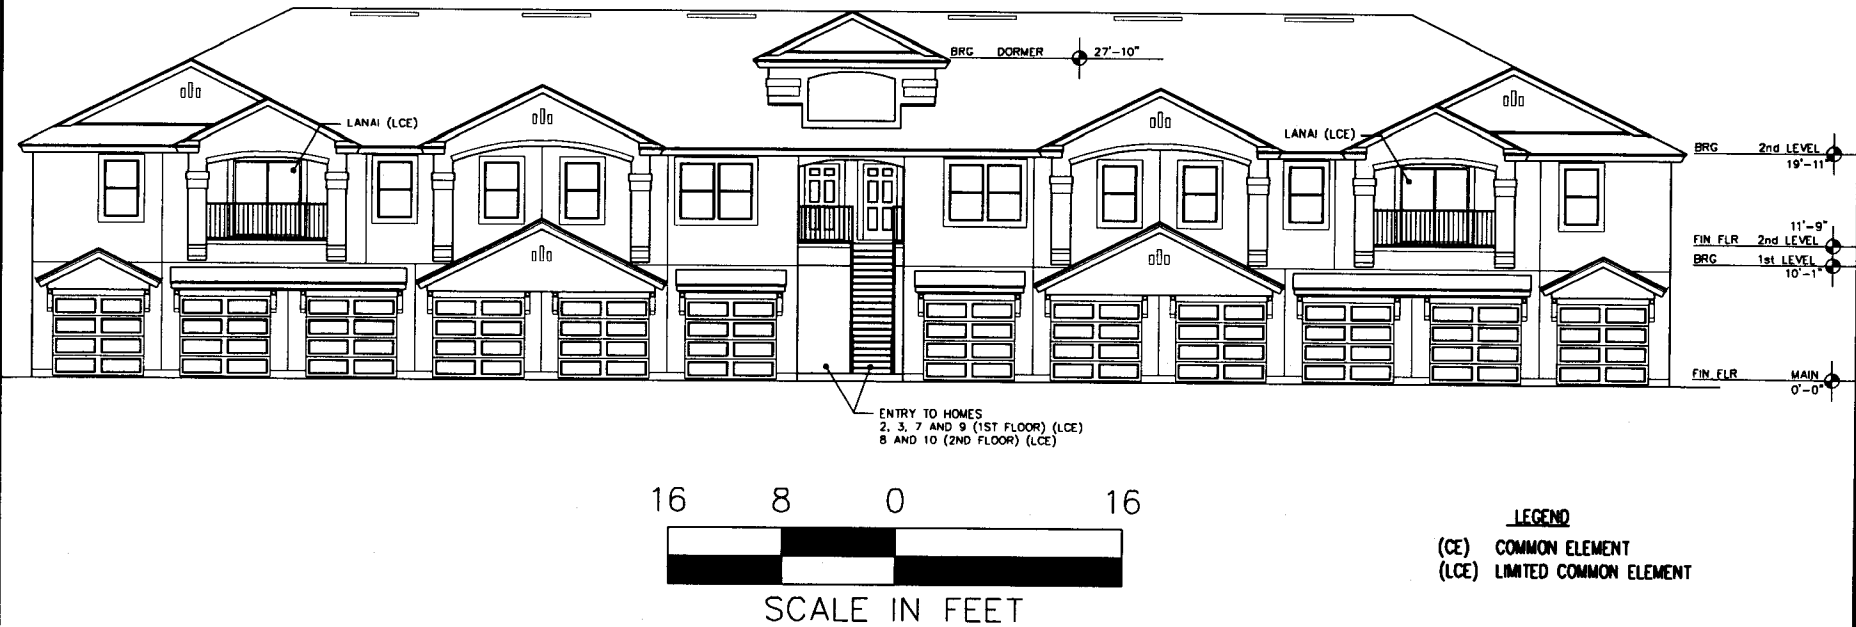 BRG DORMER 27'-10"
LANAI (LCE)
LANAI (LCE)
BRG 2nd LEVEL
19'-11"
11'-9"
FIN FLR 2nd LEVEL
BRG 1st LEVEL
10'-1"
FIN FLR MAIN
0'-0"
ENTRY TO HOMES
2, 3, 7 AND 9 (1ST FLOOR) (LCE)
8 AND 10 (2ND FLOOR) (LCE)
16 8 0 16
SCALE IN FEET
LEGEND
(CE) COMMON ELEMENT
(LCE) LIMITED COMMON ELEMENT